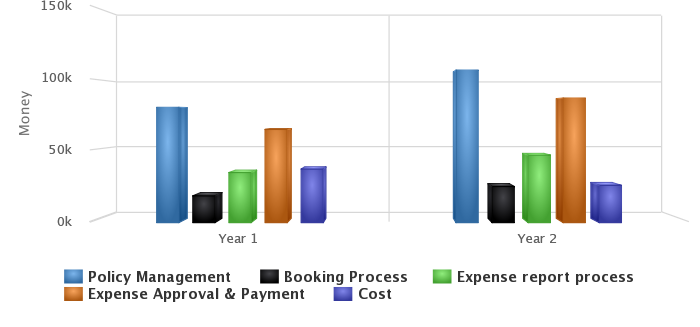 150k
100k
50k
0k
Money
Year 1
Year 2
Policy Management
Booking Process
Expense report process
Expense Approval & Payment
Cost